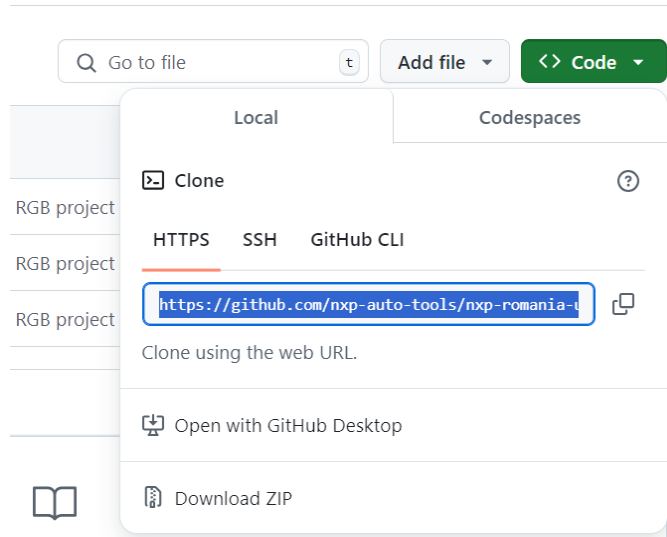 Go to file t Add file Code
Local Codespaces
Clone
RGB project
HTTPS SSH GitHub CLI
RGB project
https://github.com/nxp-auto-tools/nxp-romania-
RGB project
Clone using the web URL.
Open with GitHub Desktop
Download ZIP